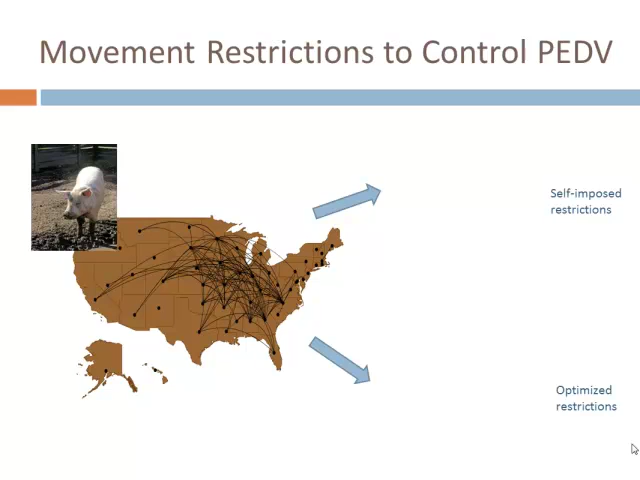 Movement Restrictions to Control PEDV
Self-imposed
restrictions
Optimized
restrictions